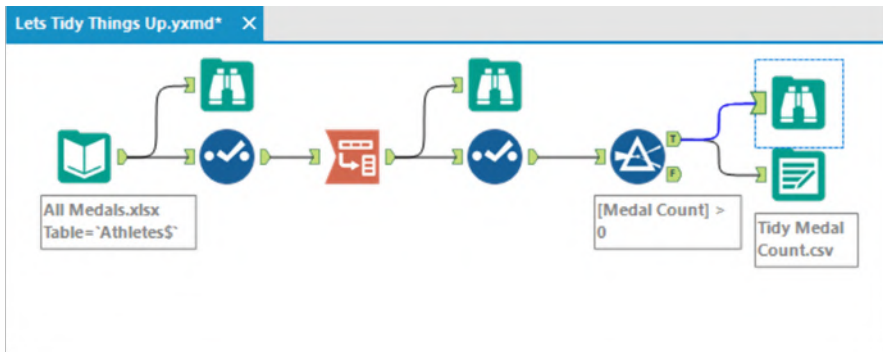 Lets Tidy Things Up.yxmd*
T
F
All Medals.xlsx
Table=`Athletes$`
[Medal Count] >
0
Tidy Medal
Count.csv